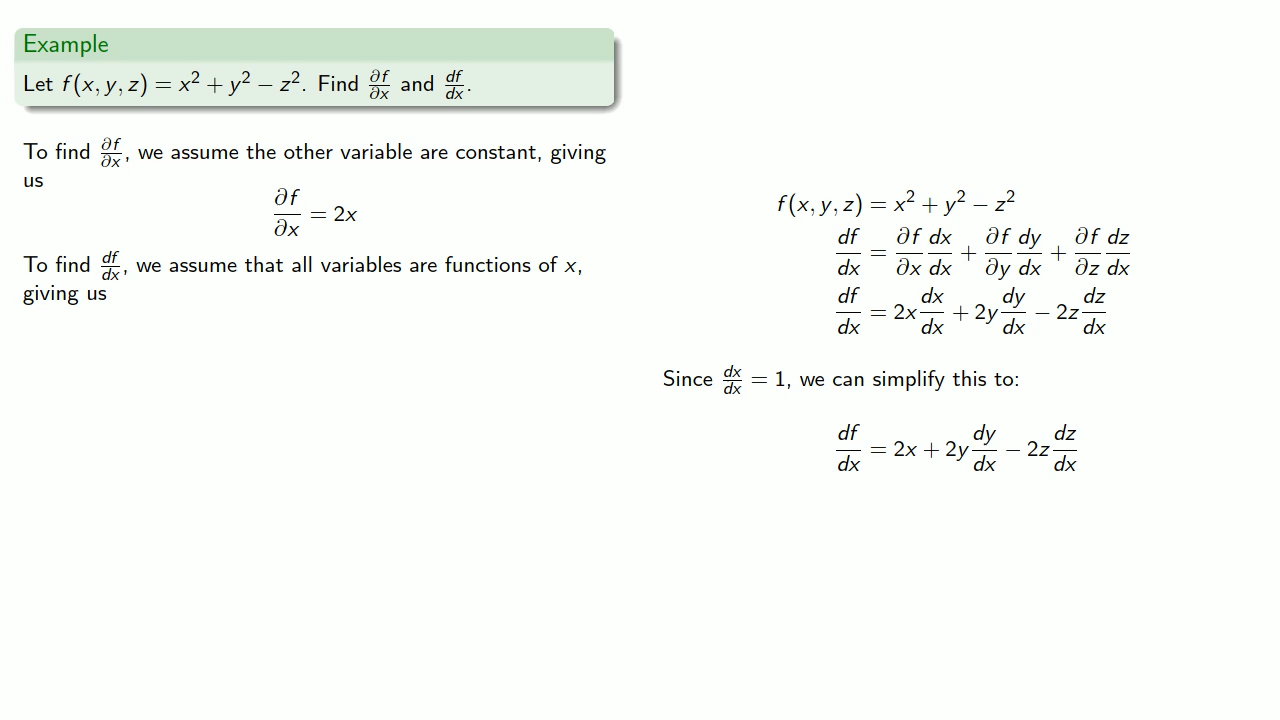 Example
Let f(x, y, z) = x² + y² − z². Find ∂f/∂x and df/dx.
To find ∂f/∂x, we assume the other variable are constant, giving
us
∂f/∂x = 2x
To find df/dx, we assume that all variables are functions of x,
giving us
f(x, y, z) = x² + y² − z²
df/dx = ∂f/∂x dx/dx + ∂f/∂y dy/dx + ∂f/∂z dz/dx
df/dx = 2x dx/dx + 2y dy/dx − 2z dz/dx
Since dx/dx = 1, we can simplify this to:
df/dx = 2x + 2y dy/dx − 2z dz/dx